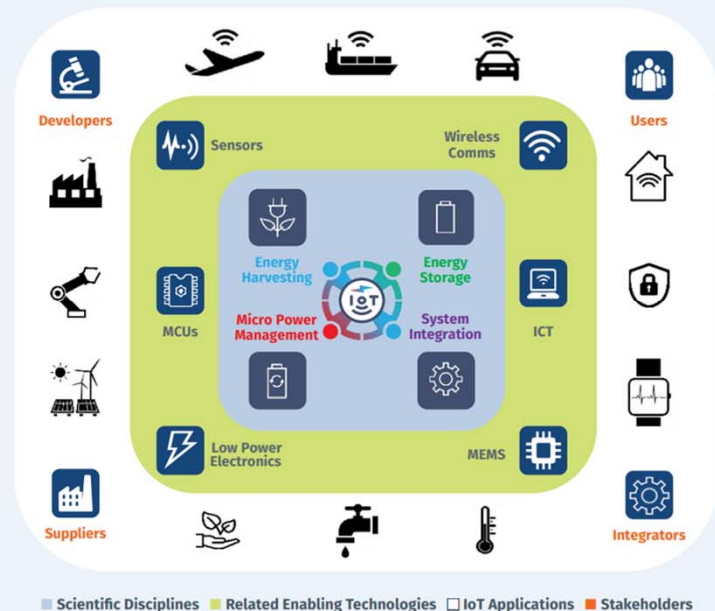 Developers
Users
Sensors
Wireless
Comms
Energy
Harvesting
Energy
Storage
IoT
MCUs
Micro Power
Management
System
Integration
ICT
Low Power
Electronics
MEMS
Suppliers
Integrators
Scientific Disciplines Related Enabling Technologies IoT Applications Stakeholders